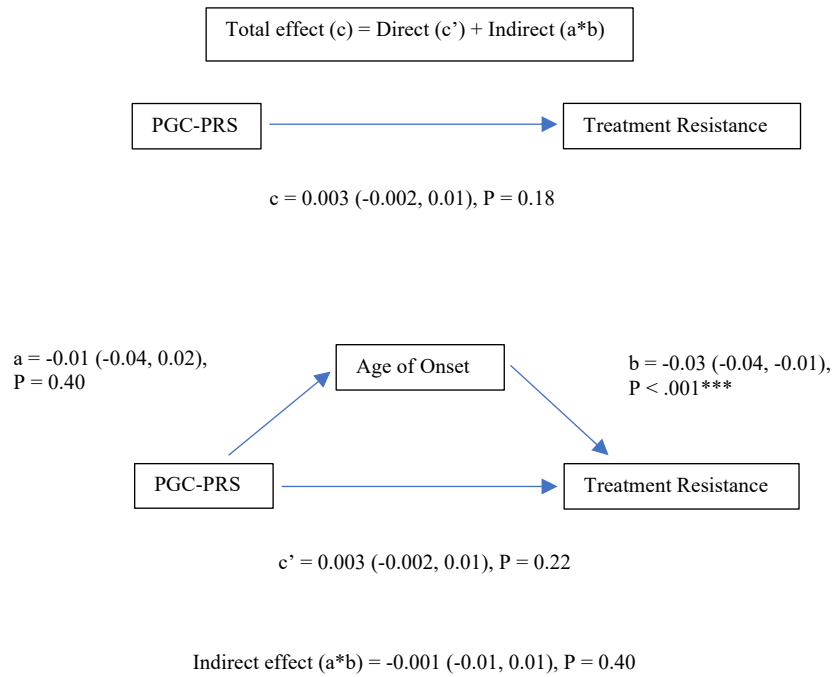 Total effect (c) = Direct (c’) + Indirect (a*b)
PGC-PRS
Treatment Resistance
c = 0.003 (-0.002, 0.01), P = 0.18
a = -0.01 (-0.04, 0.02),
P = 0.40
Age of Onset
b = -0.03 (-0.04, -0.01),
P < .001***
PGC-PRS
Treatment Resistance
c’ = 0.003 (-0.002, 0.01), P = 0.22
Indirect effect (a*b) = -0.001 (-0.01, 0.01), P = 0.40